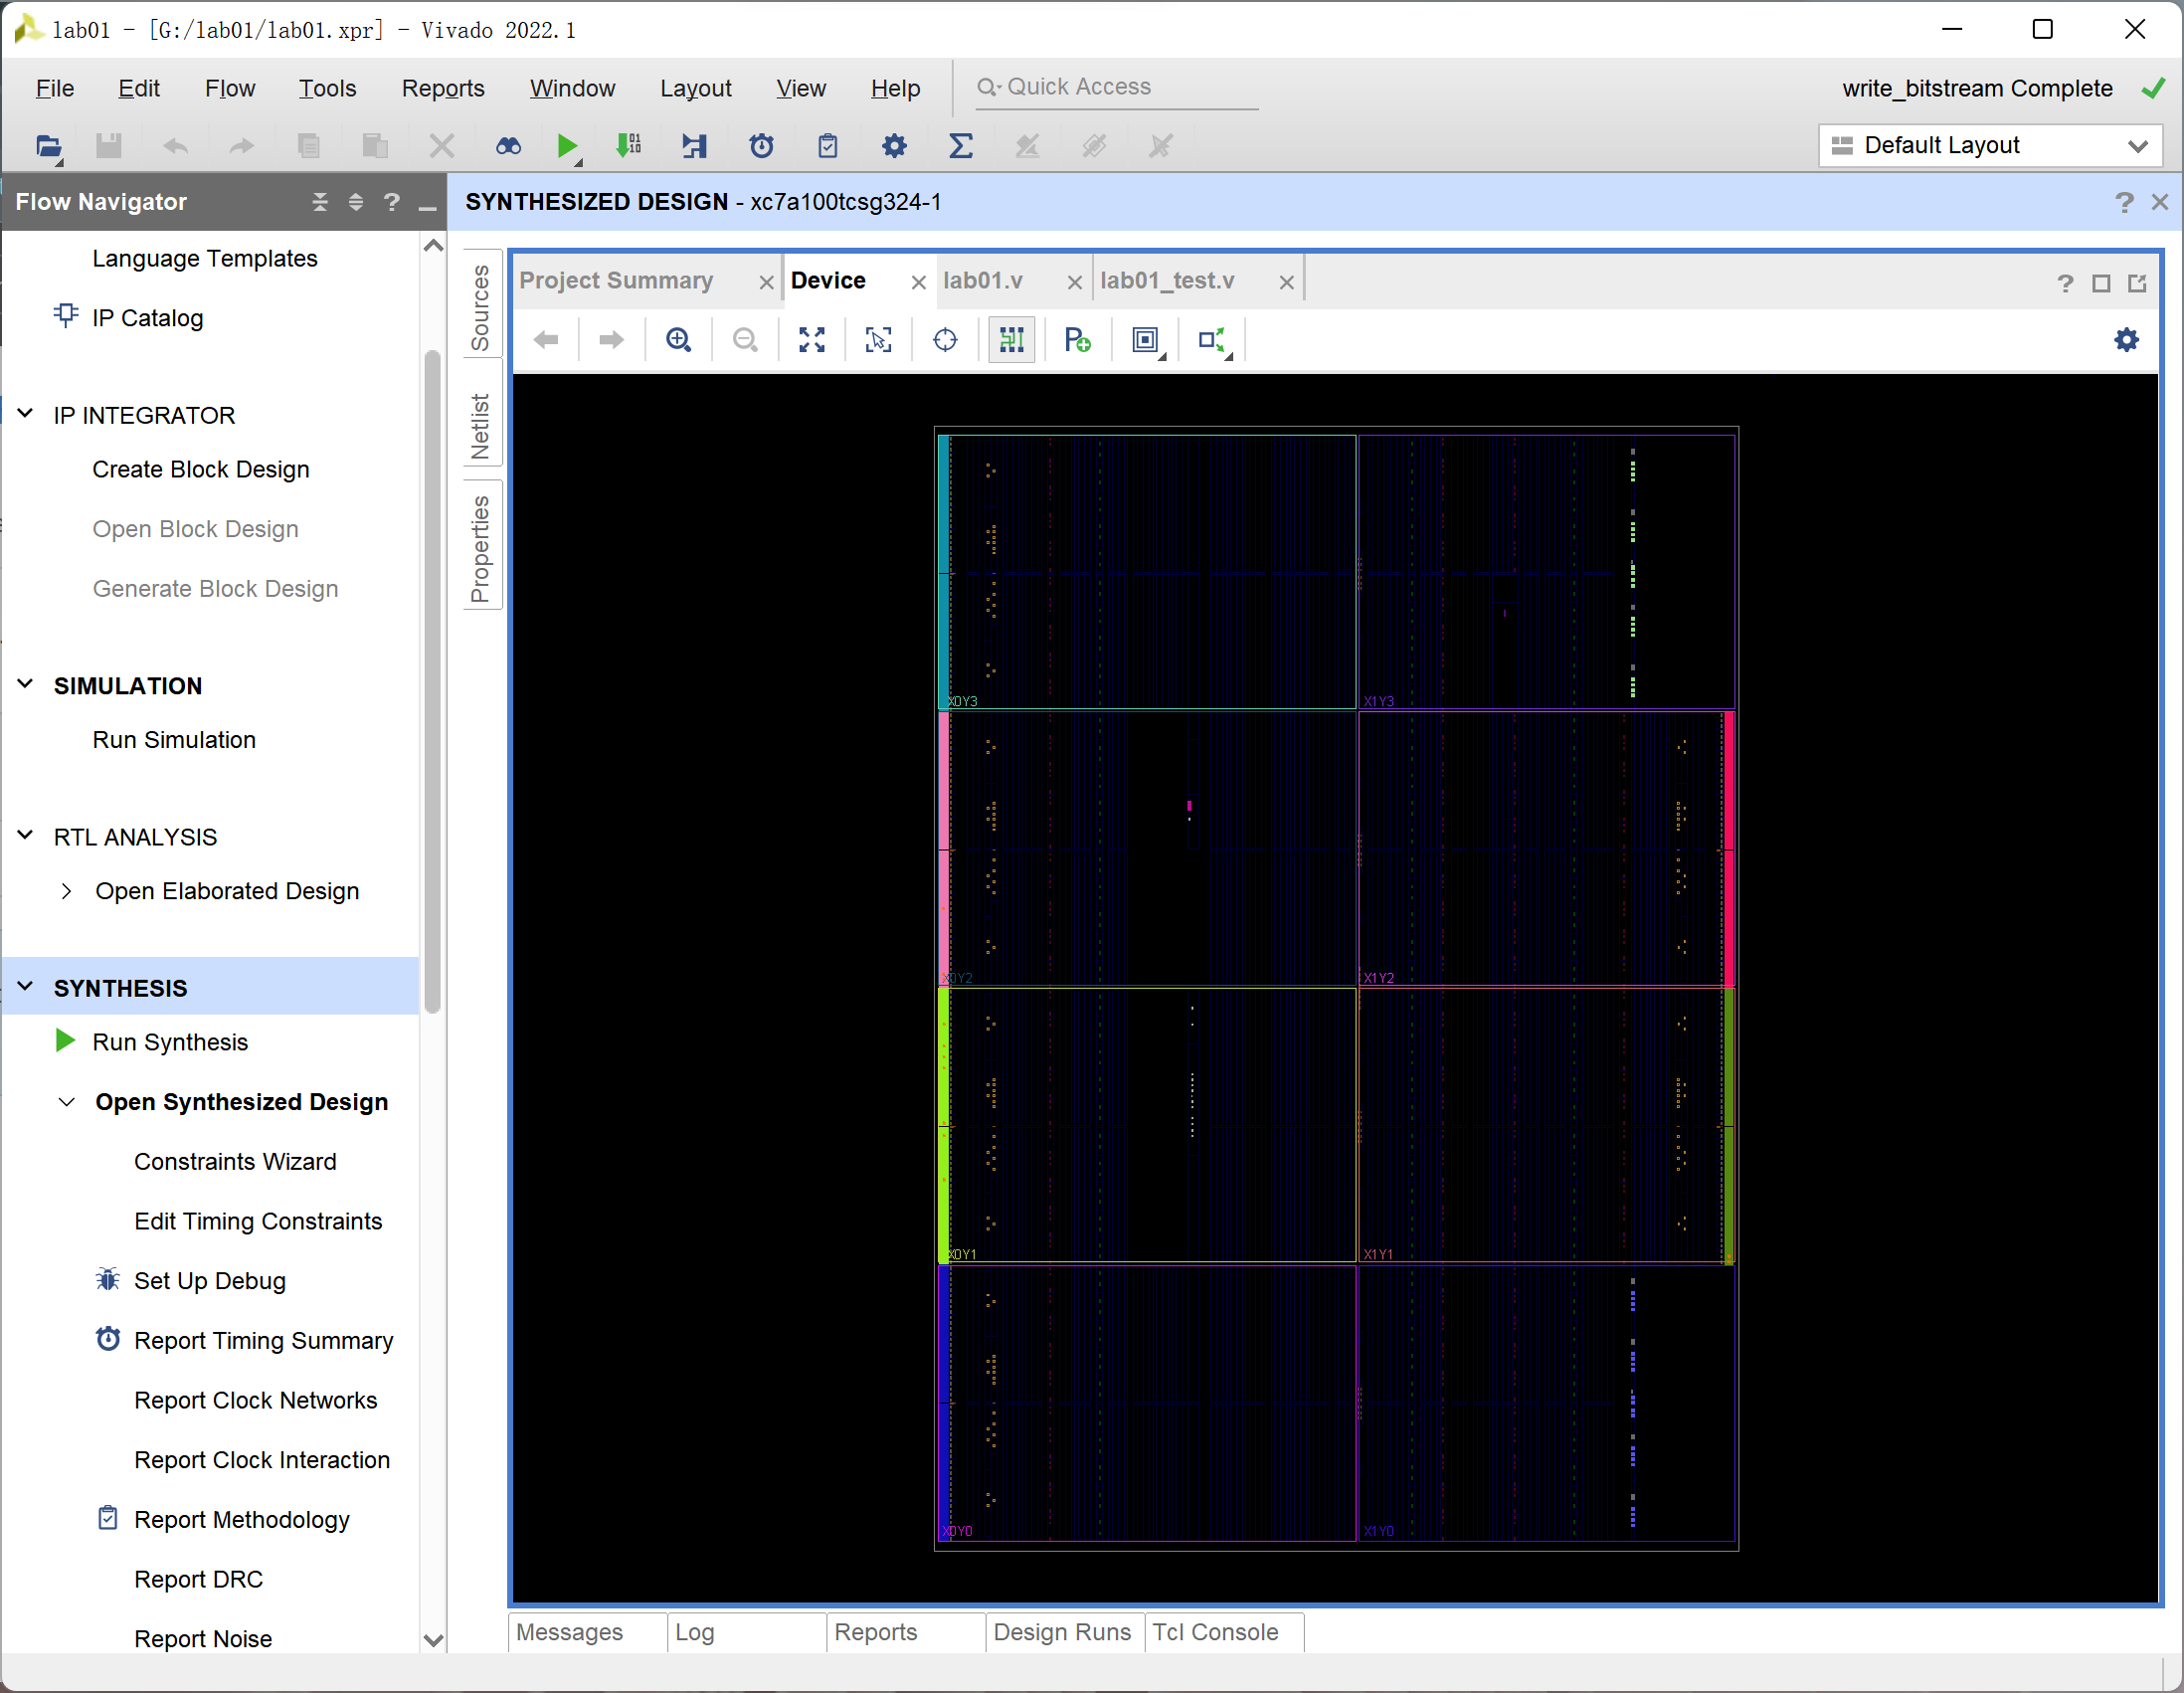 lab01 - [G:/lab01/lab01.xpr] - Vivado 2022.1
File Edit Flow Tools Reports Window Layout View Help Quick Access write_bitstream Complete
Default Layout
Flow Navigator
SYNTHESIZED DESIGN - xc7a100tcsg324-1
Language Templates
IP Catalog
IP INTEGRATOR
Create Block Design
Open Block Design
Generate Block Design
SIMULATION
Run Simulation
RTL ANALYSIS
Open Elaborated Design
SYNTHESIS
Run Synthesis
Open Synthesized Design
Constraints Wizard
Edit Timing Constraints
Set Up Debug
Report Timing Summary
Report Clock Networks
Report Clock Interaction
Report Methodology
Report DRC
Report Noise
Sources
Netlist
Properties
Project Summary Device lab01.v lab01_test.v
X0Y3 X1Y3
X0Y2 X1Y2
X0Y1 X1Y1
X0Y0 X1Y0
Messages Log Reports Design Runs Tcl Console